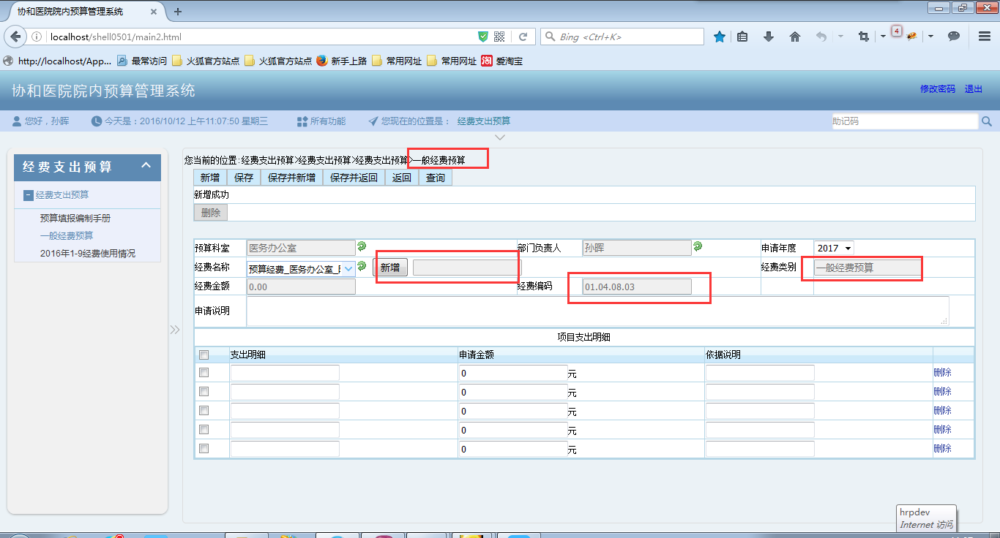 协和医院院内预算管理系统
localhost/shell0501/main2.html
Bing <Ctrl+K>
4
http://localhost/App... 最常访问 火狐官方站点 火狐官方站点 新手上路 常用网址 常用网址 爱淘宝
协和医院院内预算管理系统
修改密码 退出
您好，孙晖 今天是：2016/10/12 上午11:07:50 星期三 所有功能 您现在的位置是： 经费支出预算 助记码
经费支出预算
经费支出预算
预算填报编制手册
一般经费预算
2016年1-9经费使用情况
您当前的位置:经费支出预算>经费支出预算>经费支出预算>一般经费预算
新增 保存 保存并新增 保存并返回 返回 查询
新增成功
删除
预算科室 医务办公室 部门负责人 孙晖 申请年度 2017
经费名称 预算经费_医务办公室_ 新增 经费类别 一般经费预算
经费金额 0.00 经费编码 01.04.08.03
申请说明
项目支出明细
支出明细 申请金额 依据说明
0 元 删除
0 元 删除
0 元 删除
0 元 删除
0 元 删除
hrpdev
Internet 访问